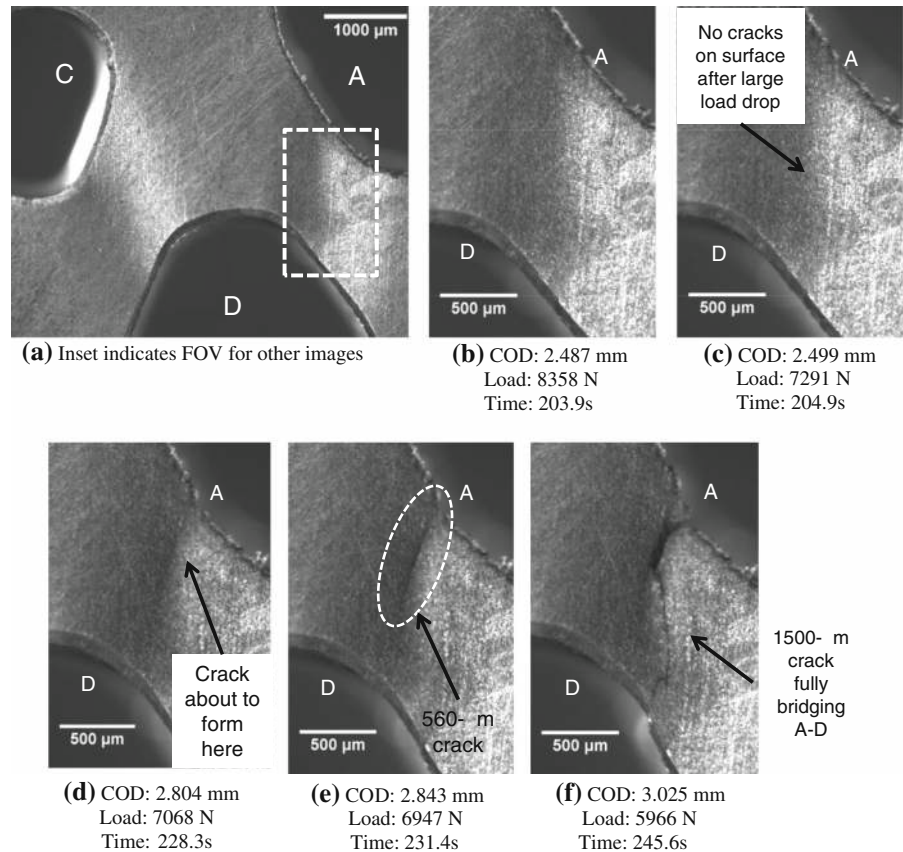 1000 µm
C
A
D
(a) Inset indicates FOV for other images
A
D
500 µm
(b) COD: 2.487 mm
Load: 8358 N
Time: 203.9s
No cracks
on surface
after large
load drop
A
D
500 µm
(c) COD: 2.499 mm
Load: 7291 N
Time: 204.9s
A
D
Crack
about to
form
here
500 µm
(d) COD: 2.804 mm
Load: 7068 N
Time: 228.3s
A
D
560- m
crack
500 µm
(e) COD: 2.843 mm
Load: 6947 N
Time: 231.4s
A
D
1500- m
crack
fully
bridging
A-D
500 µm
(f) COD: 3.025 mm
Load: 5966 N
Time: 245.6s